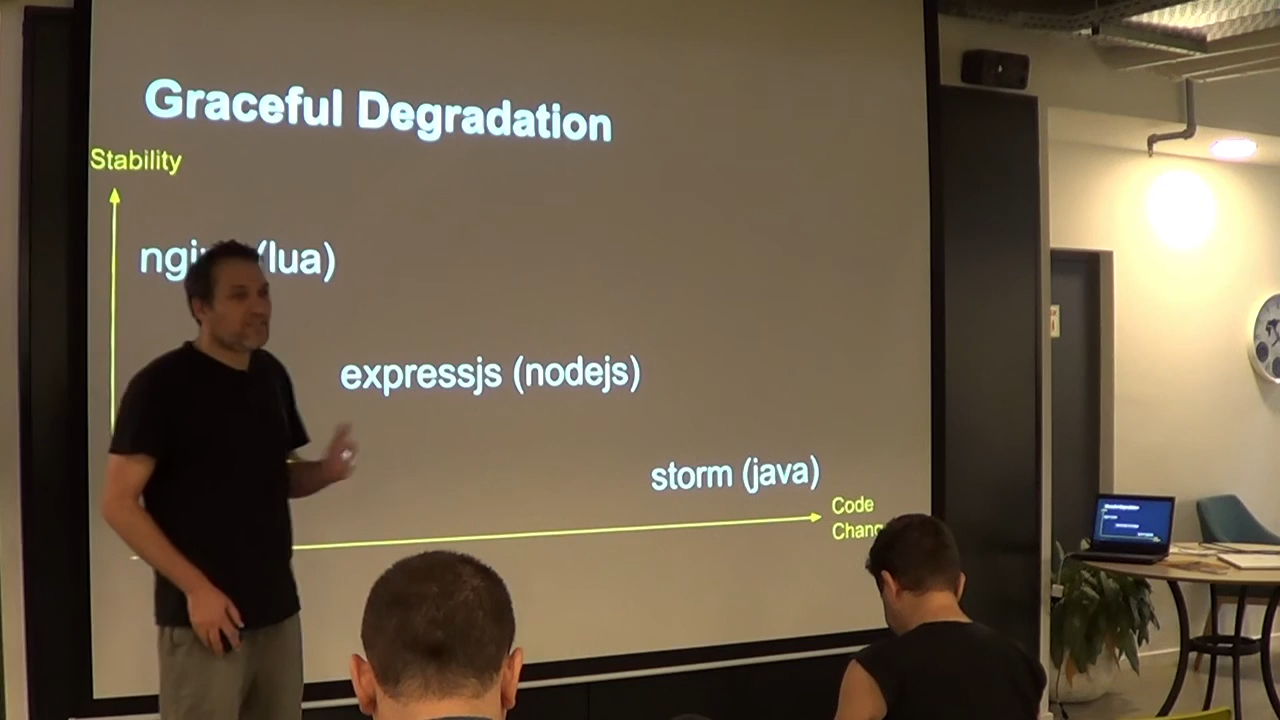 Graceful Degradation
Stability
(lua)
expressjs (nodejs)
storm (java)
Code